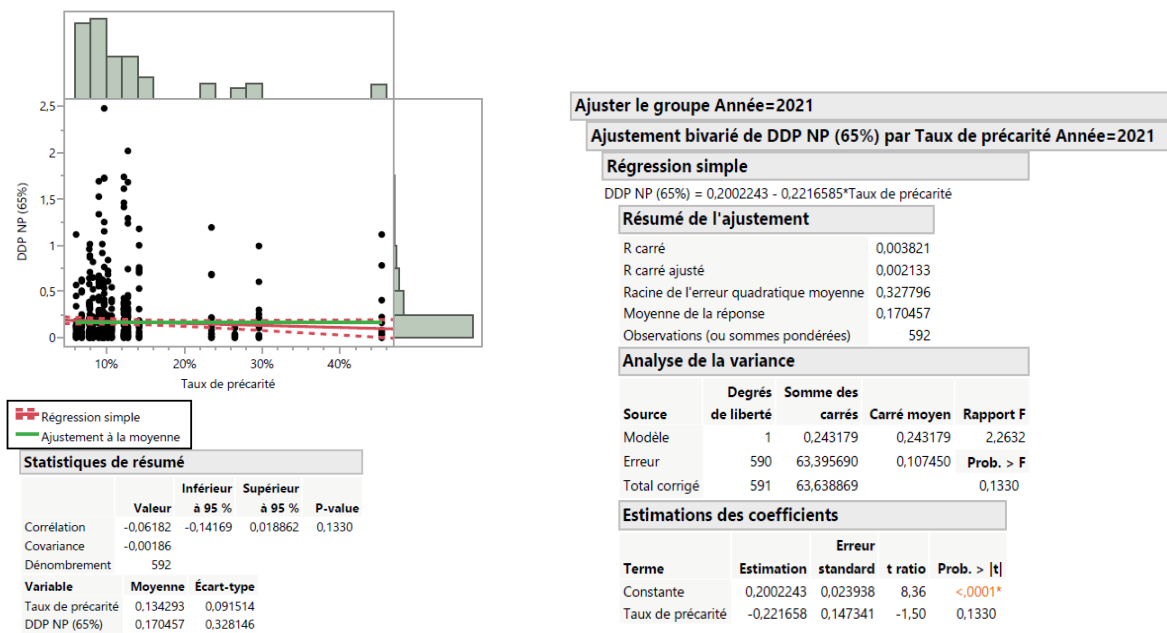 2,5
2
1,5
1
0,5
0
DDP NP (65%)
10% 20% 30% 40%
Taux de précarité
Régression simple
Ajustement à la moyenne
Statistiques de résumé
Inférieur Supérieur
Valeur à 95 % à 95 % P-value
Corrélation -0,06182 -0,14169 0,018862 0,1330
Covariance -0,00186
Dénombrement 592
Variable Moyenne Écart-type
Taux de précarité 0,134293 0,091514
DDP NP (65%) 0,170457 0,328146
Ajuster le groupe Année=2021
Ajustement bivarié de DDP NP (65%) par Taux de précarité Année=2021
Régression simple
DDP NP (65%) = 0,2002243 - 0,2216585*Taux de précarité
Résumé de l'ajustement
R carré 0,003821
R carré ajusté 0,002133
Racine de l'erreur quadratique moyenne 0,327796
Moyenne de la réponse 0,170457
Observations (ou sommes pondérées) 592
Analyse de la variance
Degrés Somme des
Source de liberté carrés Carré moyen Rapport F
Modèle 1 0,243179 0,243179 2,2632
Erreur 590 63,395690 0,107450 Prob. > F
Total corrigé 591 63,638869 0,1330
Estimations des coefficients
Erreur
Terme Estimation standard t ratio Prob. > |t|
Constante 0,2002243 0,023938 8,36 <,0001*
Taux de précarité -0,221658 0,147341 -1,50 0,1330